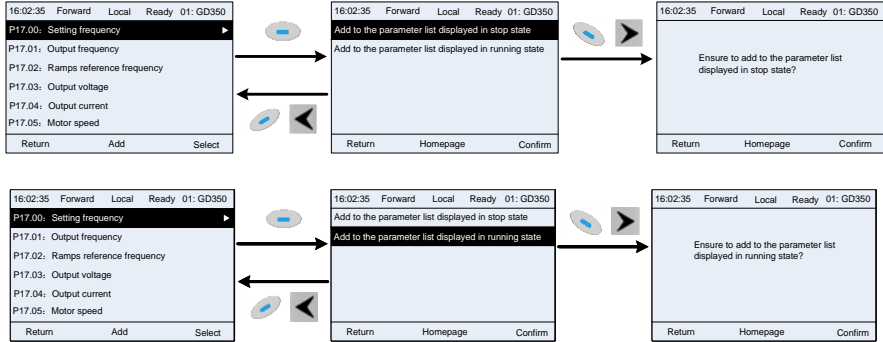 16:02:35 Forward Local Ready 01: GD350
P17.00: Setting frequency
P17.01: Output frequency
P17.02: Ramps reference frequency
P17.03: Output voltage
P17.04: Output current
P17.05: Motor speed
Return Add Select
16:02:35 Forward Local Ready 01: GD350
Add to the parameter list displayed in stop state
Add to the parameter list displayed in running state
Return Homepage Confirm
16:02:35 Forward Local Ready 01: GD350
Ensure to add to the parameter list
displayed in stop state?
Return Homepage Confirm
16:02:35 Forward Local Ready 01: GD350
P17.00: Setting frequency
P17.01: Output frequency
P17.02: Ramps reference frequency
P17.03: Output voltage
P17.04: Output current
P17.05: Motor speed
Return Add Select
16:02:35 Forward Local Ready 01: GD350
Add to the parameter list displayed in stop state
Add to the parameter list displayed in running state
Return Homepage Confirm
16:02:35 Forward Local Ready 01: GD350
Ensure to add to the parameter list
displayed in running state?
Return Homepage Confirm